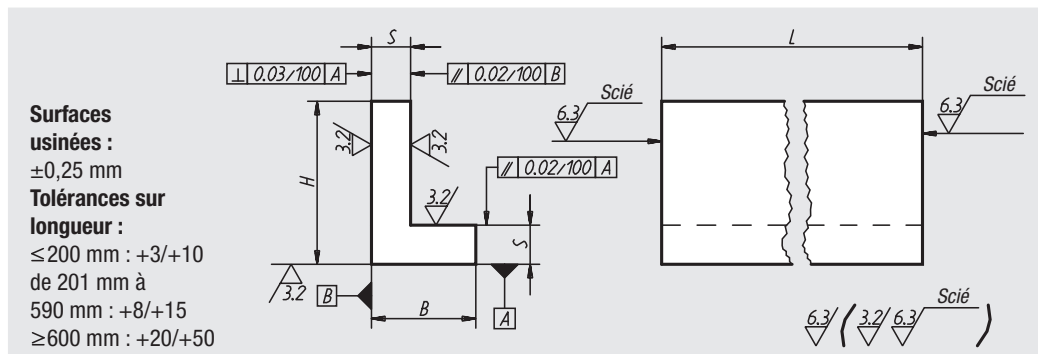 Surfaces
usinées :
±0,25 mm
Tolérances sur
longueur :
≤200 mm : +3/+10
de 201 mm à
590 mm : +8/+15
≥600 mm : +20/+50
S
⊥ 0.03/100 A
// 0.02/100 B
3.2
3.2
H
3.2
// 0.02/100 A
S
3.2
B
B
A
L
6.3 Scié
6.3 Scié
6.3 ( 3.2 6.3 Scié )